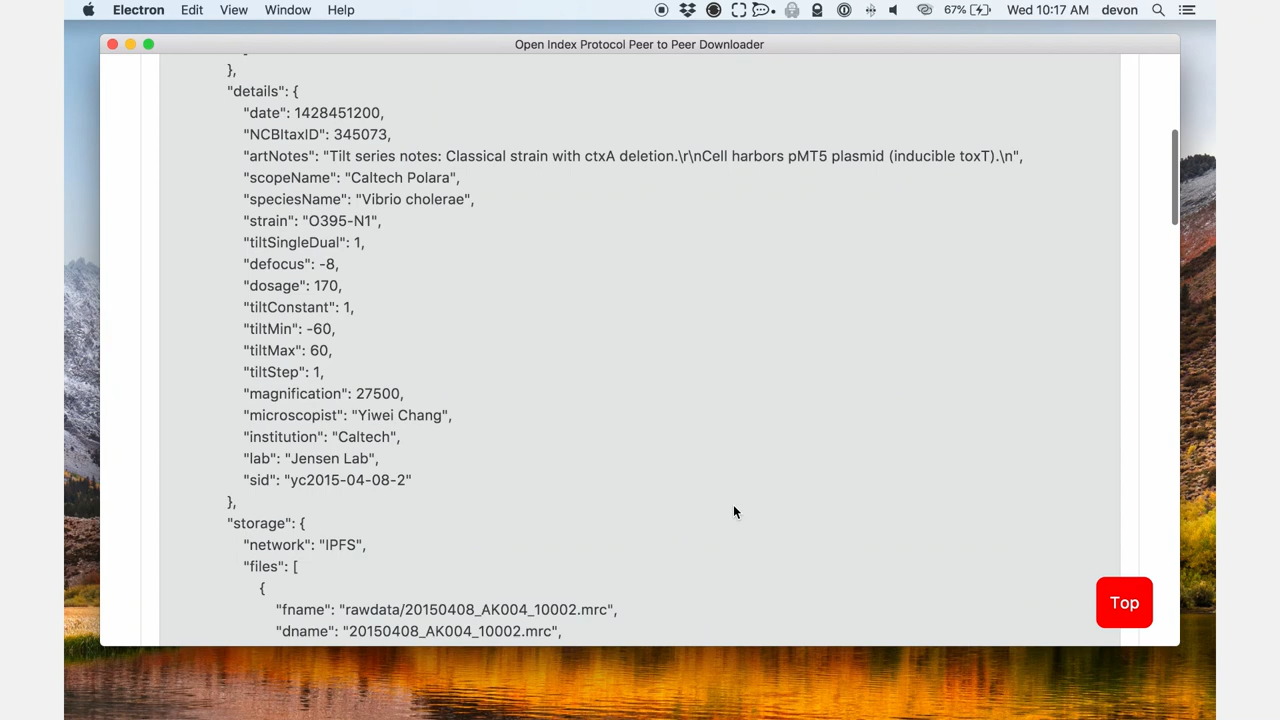 Electron Edit View Window Help 67% Wed 10:17 AM devon
Open Index Protocol Peer to Peer Downloader
},
"details": {
"date": 1428451200,
"NCBItaxID": 345073,
"artNotes": "Tilt series notes: Classical strain with ctxA deletion.\r\nCell harbors pMT5 plasmid (inducible toxT).\n",
"scopeName": "Caltech Polara",
"speciesName": "Vibrio cholerae",
"strain": "O395-N1",
"tiltSingleDual": 1,
"defocus": -8,
"dosage": 170,
"tiltConstant": 1,
"tiltMin": -60,
"tiltMax": 60,
"tiltStep": 1,
"magnification": 27500,
"microscopist": "Yiwei Chang",
"institution": "Caltech",
"lab": "Jensen Lab",
"sid": "yc2015-04-08-2"
},
"storage": {
"network": "IPFS",
"files": [
{
"fname": "rawdata/20150408_AK004_10002.mrc",
"dname": "20150408_AK004_10002.mrc",
Top